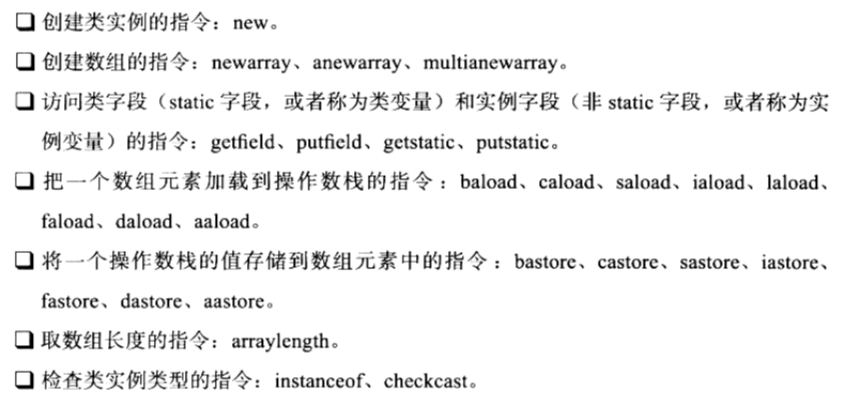 ❑ 创建类实例的指令：new。
❑ 创建数组的指令：newarray、anewarray、multianewarray。
❑ 访问类字段（static 字段，或者称为类变量）和实例字段（非 static 字段，或者称为实
例变量）的指令：getfield、putfield、getstatic、putstatic。
❑ 把一个数组元素加载到操作数栈的指令：baload、caload、saload、iaload、laload、
faload、daload、aaload。
❑ 将一个操作数栈的值存储到数组元素中的指令：bastore、castore、sastore、iastore、
fastore、dastore、aastore。
❑ 取数组长度的指令：arraylength。
❑ 检查类实例类型的指令：instanceof、checkcast。